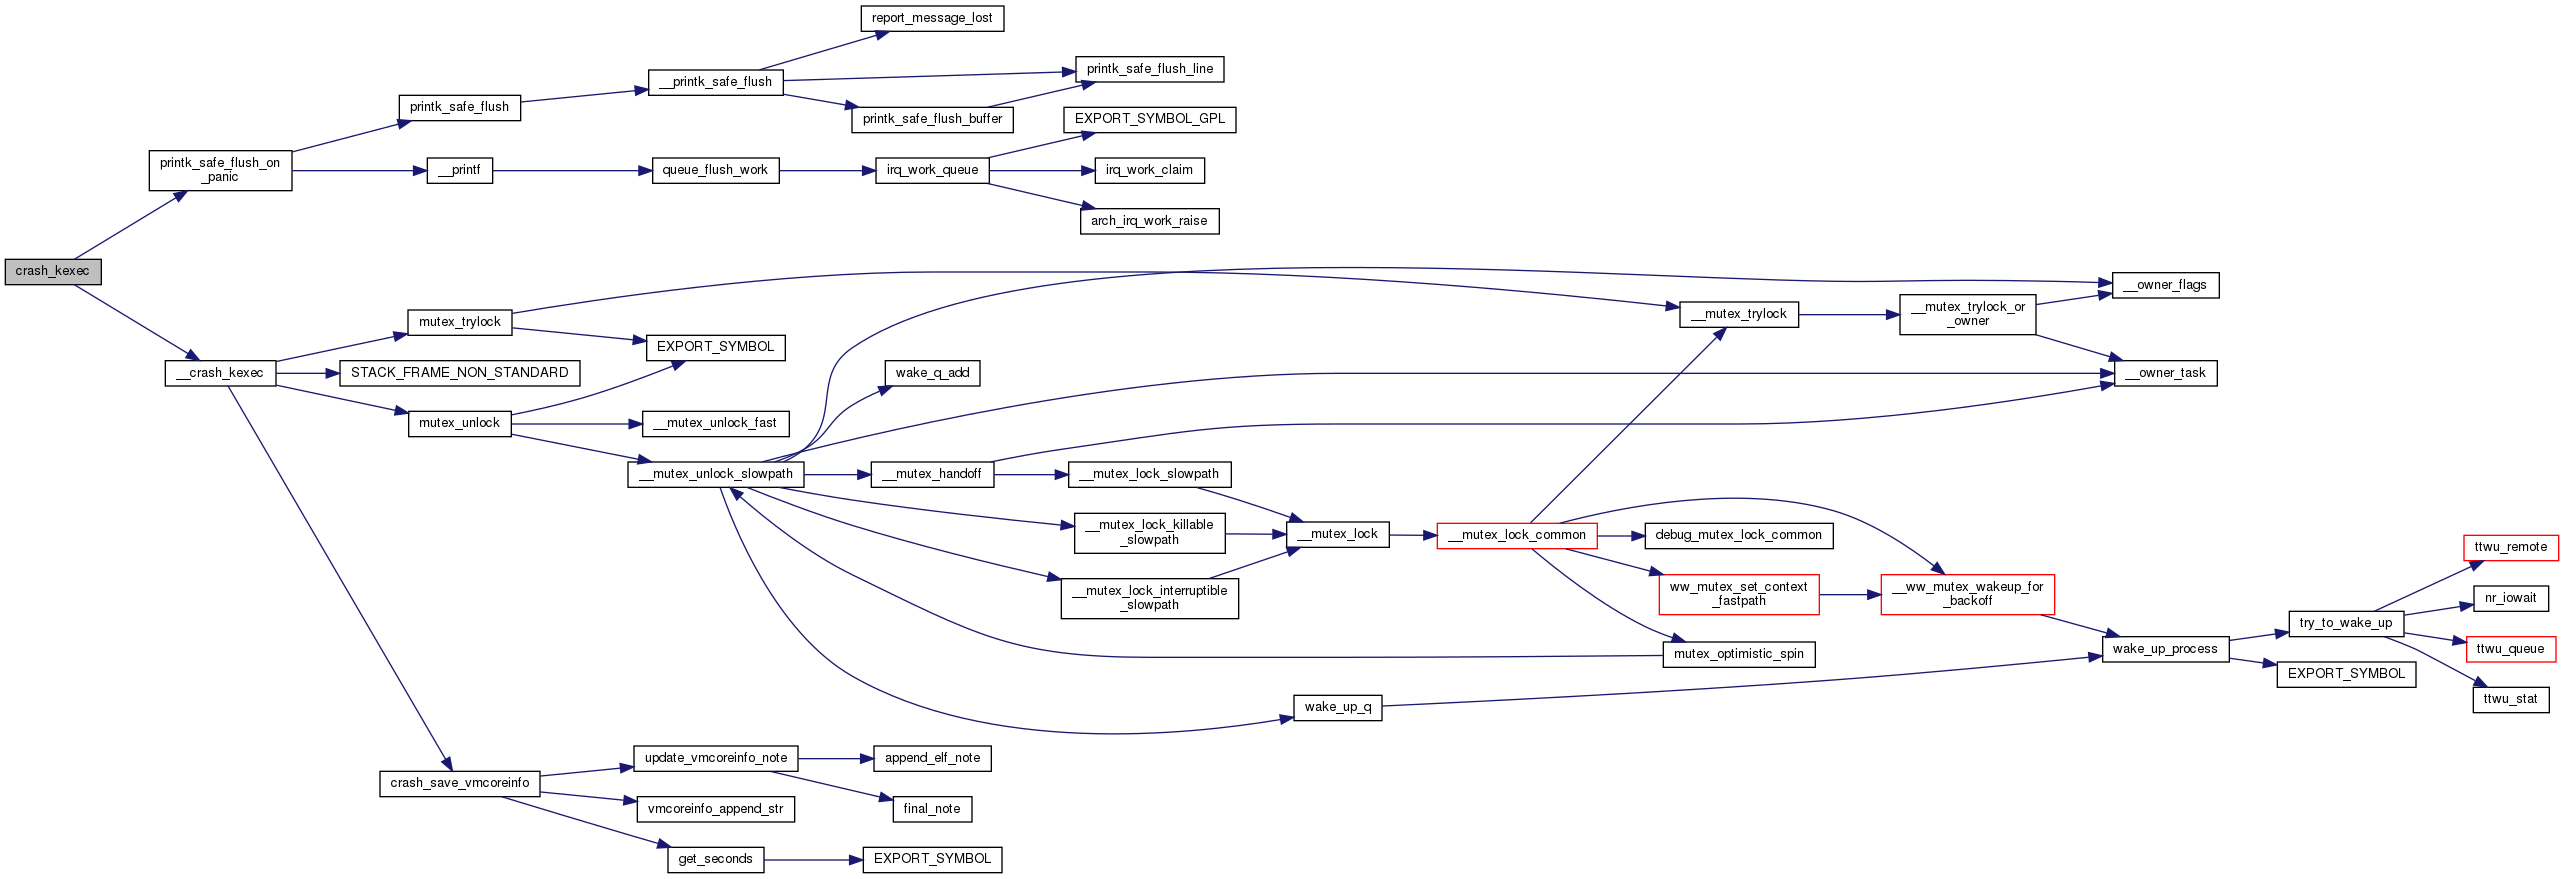 report_message_lost
__printk_safe_flush
printk_safe_flush_line
printk_safe_flush
printk_safe_flush_buffer
EXPORT_SYMBOL_GPL
printk_safe_flush_on
_panic
__printf
queue_flush_work
irq_work_queue
irq_work_claim
arch_irq_work_raise
crash_kexec
__owner_flags
mutex_trylock
__mutex_trylock
__mutex_trylock_or
_owner
EXPORT_SYMBOL
__crash_kexec
STACK_FRAME_NON_STANDARD
wake_q_add
__owner_task
mutex_unlock
__mutex_unlock_fast
__mutex_unlock_slowpath
__mutex_handoff
__mutex_lock_slowpath
__mutex_lock_killable
_slowpath
__mutex_lock
__mutex_lock_common
debug_mutex_lock_common
ttwu_remote
__mutex_lock_interruptible
_slowpath
ww_mutex_set_context
_fastpath
__ww_mutex_wakeup_for
_backoff
nr_iowait
try_to_wake_up
mutex_optimistic_spin
wake_up_process
ttwu_queue
EXPORT_SYMBOL
wake_up_q
ttwu_stat
update_vmcoreinfo_note
append_elf_note
crash_save_vmcoreinfo
vmcoreinfo_append_str
final_note
get_seconds
EXPORT_SYMBOL